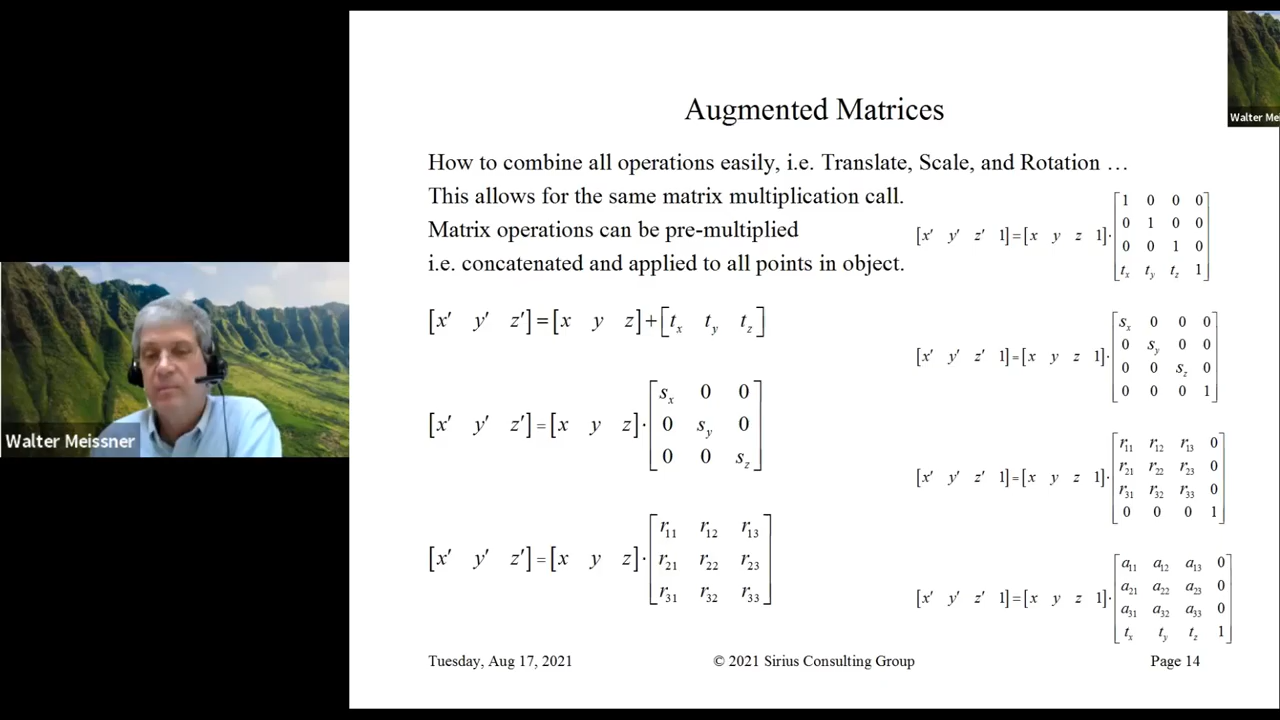 Augmented Matrices
How to combine all operations easily, i.e. Translate, Scale, and Rotation …
This allows for the same matrix multiplication call.
Matrix operations can be pre-multiplied
i.e. concatenated and applied to all points in object.
[x′ y′ z′] = [x y z] + [tx ty tz]
[x′ y′ z′] = [x y z] ·
sx 0 0
0 sy 0
0 0 sz
[x′ y′ z′] = [x y z] ·
r11 r12 r13
r21 r22 r23
r31 r32 r33
[x′ y′ z′ 1] = [x y z 1] ·
1 0 0 0
0 1 0 0
0 0 1 0
tx ty tz 1
[x′ y′ z′ 1] = [x y z 1] ·
sx 0 0 0
0 sy 0 0
0 0 sz 0
0 0 0 1
[x′ y′ z′ 1] = [x y z 1] ·
r11 r12 r13 0
r21 r22 r23 0
r31 r32 r33 0
0 0 0 1
[x′ y′ z′ 1] = [x y z 1] ·
a11 a12 a13 0
a21 a22 a23 0
a31 a32 a33 0
tx ty tz 1
Tuesday, Aug 17, 2021
© 2021 Sirius Consulting Group
Page 14
Walter Meissner
Walter Mei